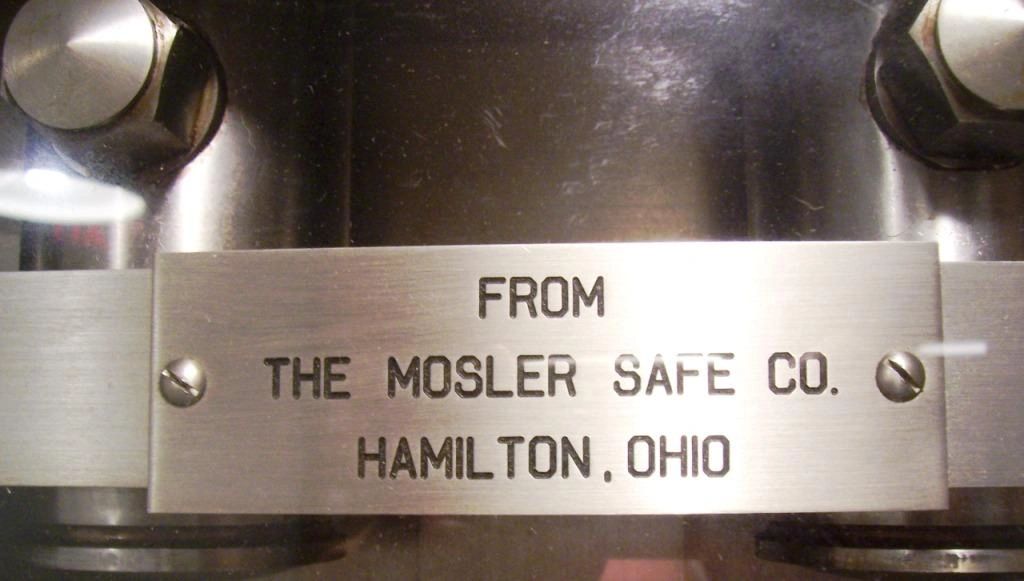 FROM
THE MOSLER SAFE CO.
HAMILTON, OHIO